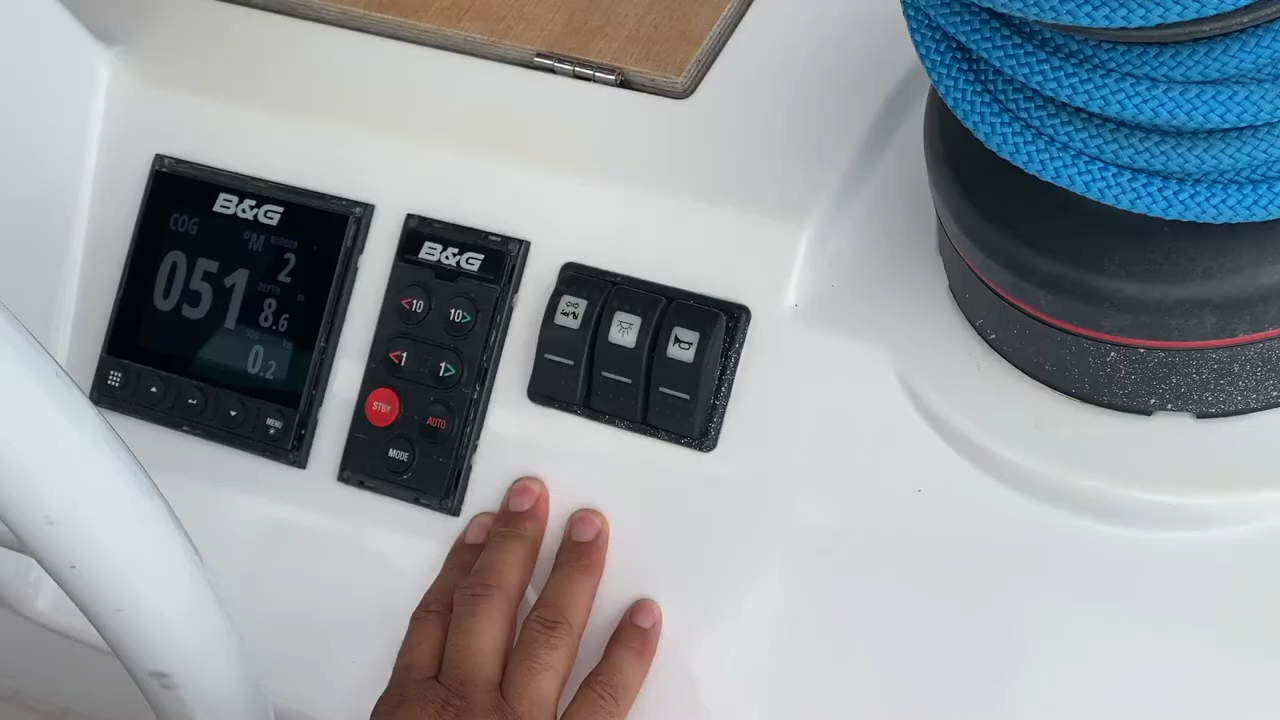 B&G
COG
°M
RUDDER
051
2
DEPTH
m
8.6
0.2
MENU
B&G
<10
10>
<1
1>
STBY
AUTO
MODE